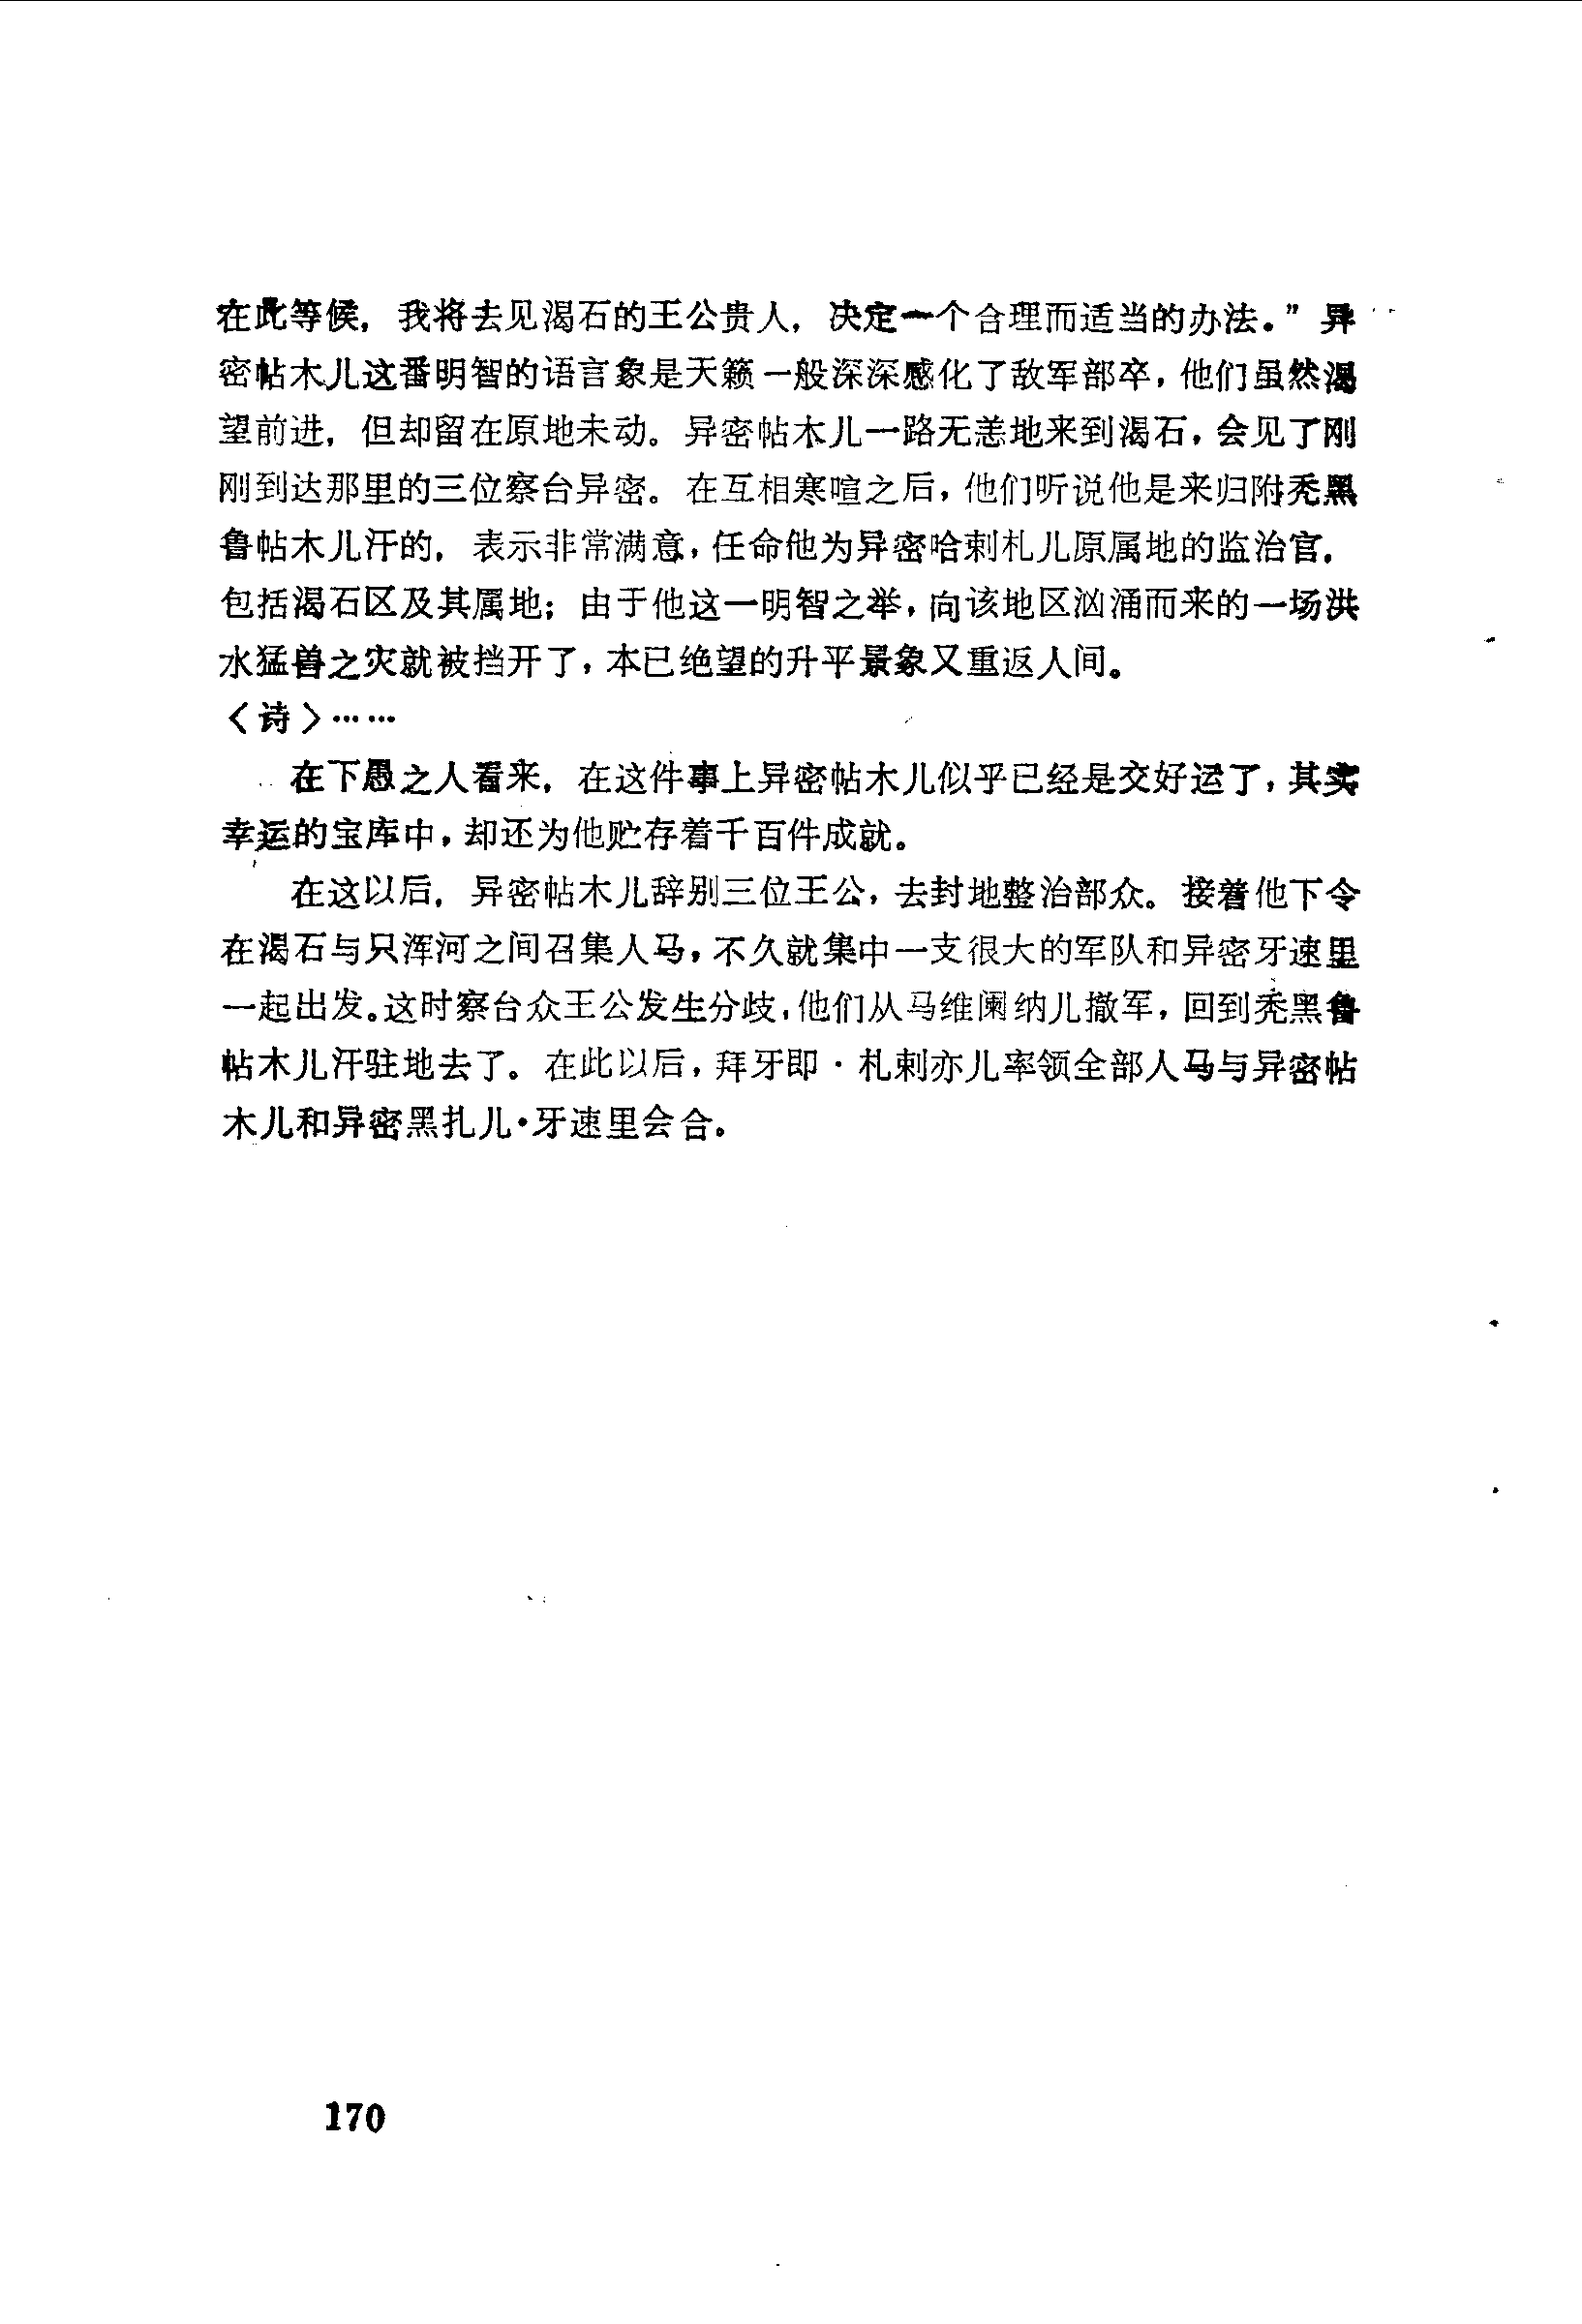 在此等候，我将去见渴石的王公贵人，决定一个合理而适当的办法。”异
密帖木儿这番明智的语言象是天籁一般深深感化了敌军部卒，他们虽然渴
望前进，但却留在原地未动。异密帖木儿一路无恙地来到渴石，会见了刚
刚到达那里的三位察台异密。在互相寒喧之后，他们听说他是来归附秃黑
鲁帖木儿汗的，表示非常满意，任命他为异密哈剌札儿原属地的监治官，
包括渴石区及其属地；由于他这一明智之举，向该地区汹涌而来的一场洪
水猛兽之灾就被挡开了，本已绝望的升平景象又重返人间。
〈诗〉……
在下愚之人看来，在这件事上异密帖木儿似乎已经是交好运了，其实
幸运的宝库中，却还为他贮存着千百件成就。
在这以后，异密帖木儿辞别三位王公，去封地整治部众。接着他下令
在渴石与只浑河之间召集人马，不久就集中一支很大的军队和异密牙速里
一起出发。这时察台众王公发生分歧，他们从马维阑纳儿撤军，回到秃黑鲁
帖木儿汗驻地去了。在此以后，拜牙即·札剌亦儿率领全部人马与异密帖
木儿和异密黑扎儿·牙速里会合。
170